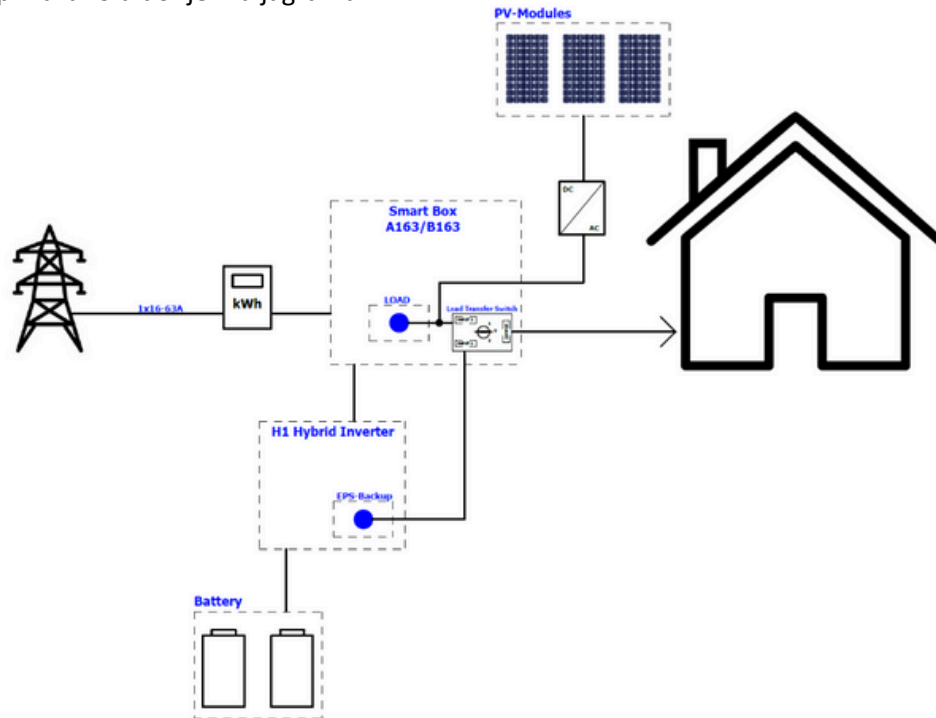 PV-Modules
DC
AC
Smart Box
A163/B163
kWh
1x16-63A
LOAD
Load Transfer Switch
H1 Hybrid Inverter
EPS-Backup
Battery